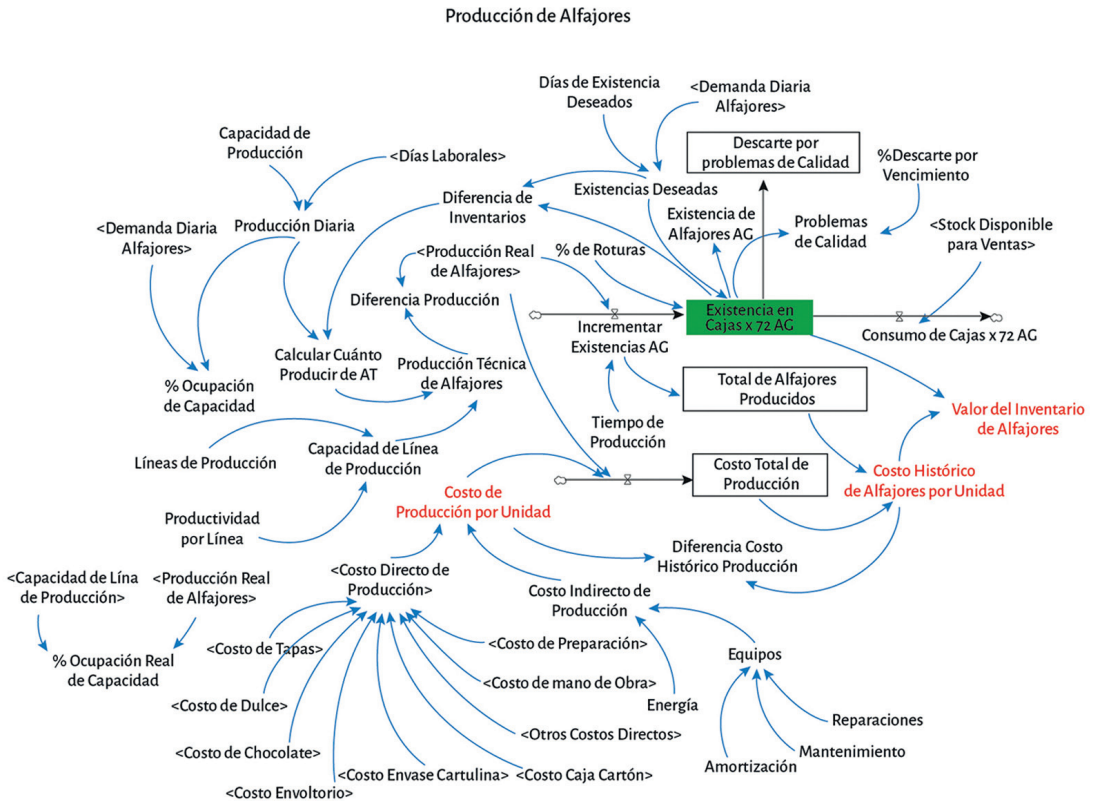 Producción de Alfajores
Días de Existencia
Deseados
<Demanda Diaria
Alfajores>
Capacidad de
Producción
<Días Laborales>
Descarte por
problemas de Calidad
%Descarte por
Vencimiento
Existencias Deseadas
Diferencia de
Inventarios
<Demanda Diaria
Alfajores>
Producción Diaria
Existencia de
Alfajores AG
Problemas
de Calidad
<Stock Disponible
para Ventas>
<Producción Real
de Alfajores>
% de Roturas
Diferencia Producción
Existencia en
Cajas x 72 AG
Incrementar
Existencias AG
Consumo de Cajas x 72 AG
Calcular Cuánto
Producir de AT
Producción Técnica
de Alfajores
% Ocupación
de Capacidad
Total de Alfajores
Producidos
Valor del Inventario
de Alfajores
Tiempo de
Producción
Líneas de Producción
Capacidad de Línea
de Producción
Costo Total de
Producción
Costo Histórico
de Alfajores por Unidad
Costo de
Producción por Unidad
Productividad
por Línea
Diferencia Costo
Histórico Producción
<Capacidad de Lína
de Producción>
<Producción Real
de Alfajores>
<Costo Directo de
Producción>
Costo Indirecto de
Producción
<Costo de Tapas>
<Costo de Preparación>
% Ocupación Real
de Capacidad
Equipos
<Costo de mano de Obra>
<Costo de Dulce>
Energía
Reparaciones
<Otros Costos Directos>
<Costo de Chocolate>
Mantenimiento
Amortización
<Costo Envase Cartulina>
<Costo Caja Cartón>
<Costo Envoltorio>